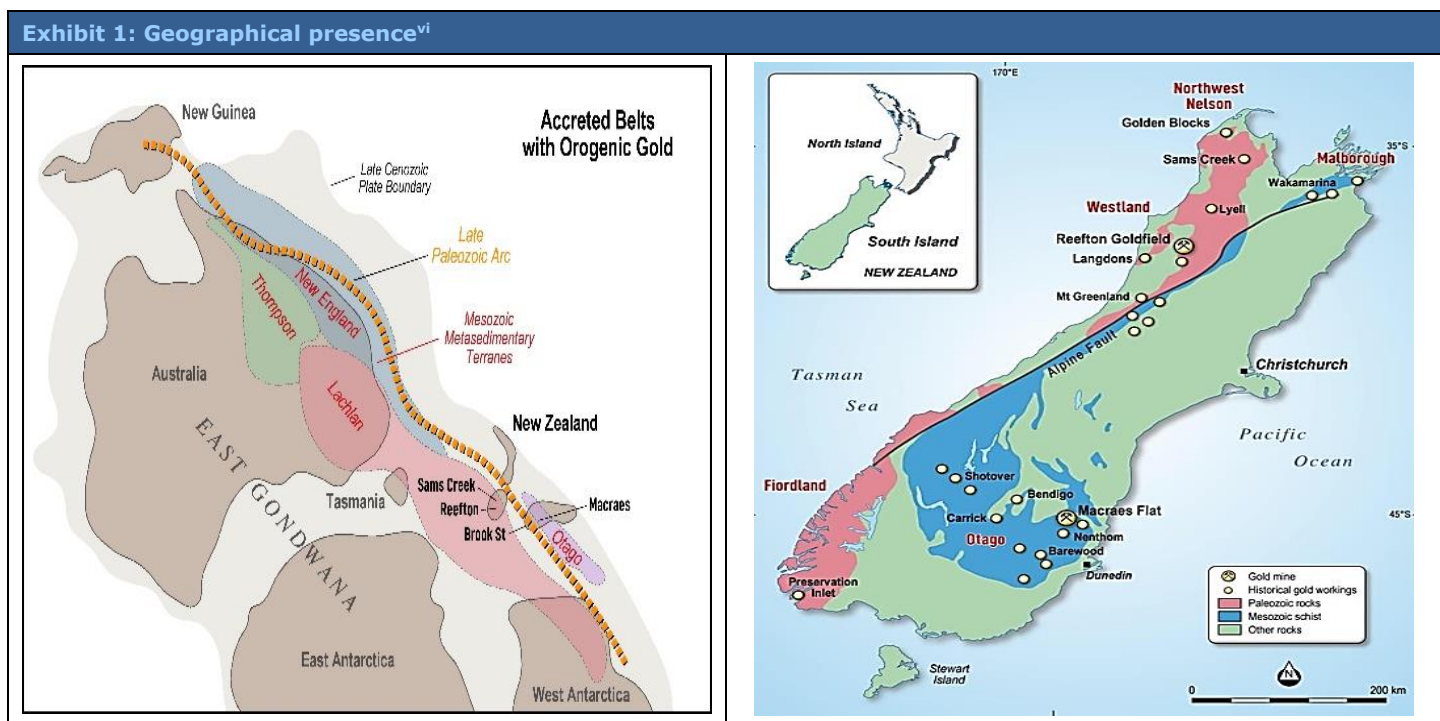 Exhibit 1: Geographical presencevi
New Guinea
Accreted Belts
with Orogenic Gold
Late Cenozoic
Plate Boundary
Late
Paleozoic Arc
New England
Thompson
Mesozoic
Metasedimentary
Terranes
Australia
Lachlan
New Zealand
EAST GONDWANA
Tasmania
Sams Creek
Reefton
Brook St
Macraes
Otago
East Antarctica
West Antarctica
170°E
Northwest
Nelson
Golden Blocks
35°S
Sams Creek
Malborough
North Island
Wakamarina
Westland
Lyell
South Island
NEW ZEALAND
Reefton Goldfield
Langdons
Mt Greenland
Alpine Fault
Christchurch
Tasman
Sea
Pacific
Ocean
Fiordland
Shotover
Bendigo
Carrick
Macraes Flat
45°S
Otago
Nenthorn
Barewood
Dunedin
Preservation
Inlet
Gold mine
Historical gold workings
Paleozoic rocks
Mesozoic schist
Other rocks
Stewart
Island
N
0
200 km